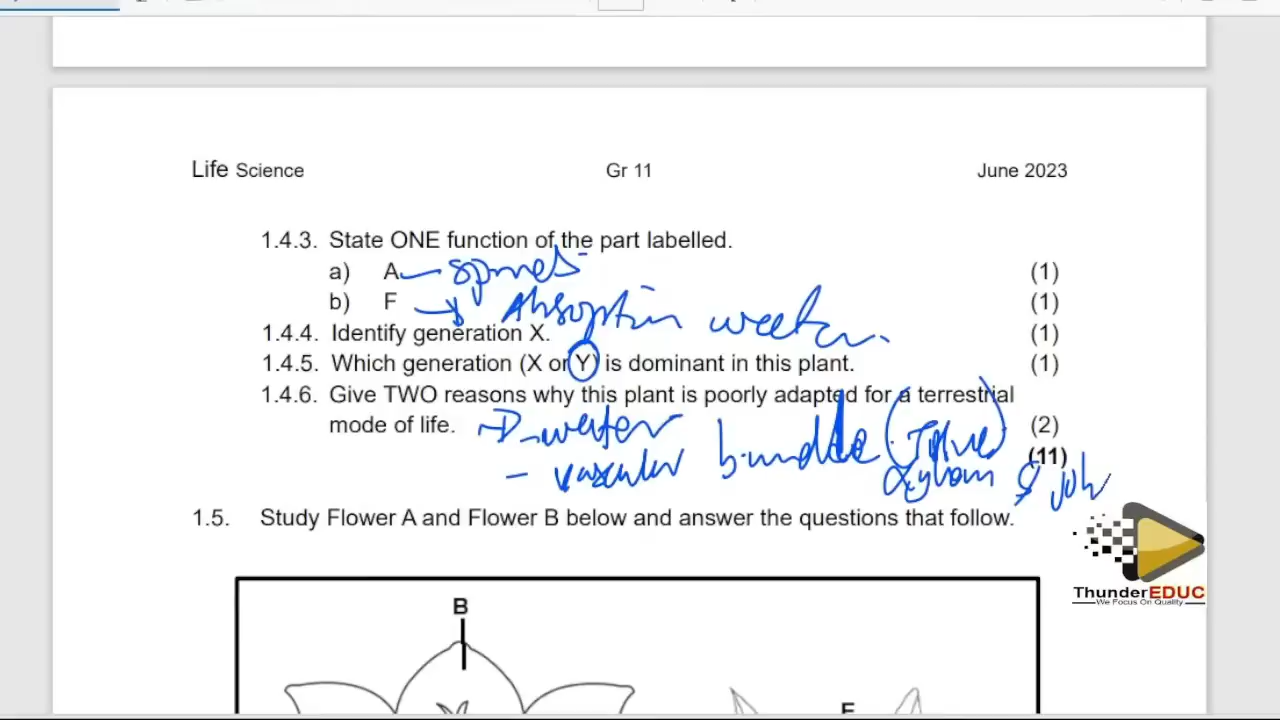 Life Science Gr 11 June 2023
1.4.3. State ONE function of the part labelled.
a) A – spores (1)
b) F → Absorption water. (1)
1.4.4. Identify generation X. (1)
1.4.5. Which generation (X or Y) is dominant in this plant. (1)
1.4.6. Give TWO reasons why this plant is poorly adapted for a terrestrial
mode of life. (2)
water
- vascular bundle
(11)
1.5. Study Flower A and Flower B below and answer the questions that follow.
ThunderEDUC
We Focus On Quality
B
E